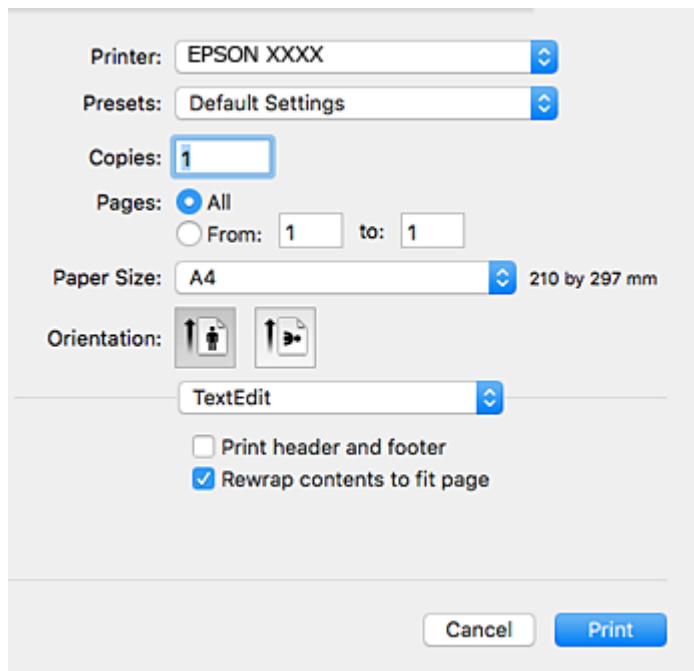 Printer: EPSON XXXX
Presets: Default Settings
Copies: 1
Pages: All
From: 1 to: 1
Paper Size: A4 210 by 297 mm
Orientation:
TextEdit
Print header and footer
Rewrap contents to fit page
Cancel Print